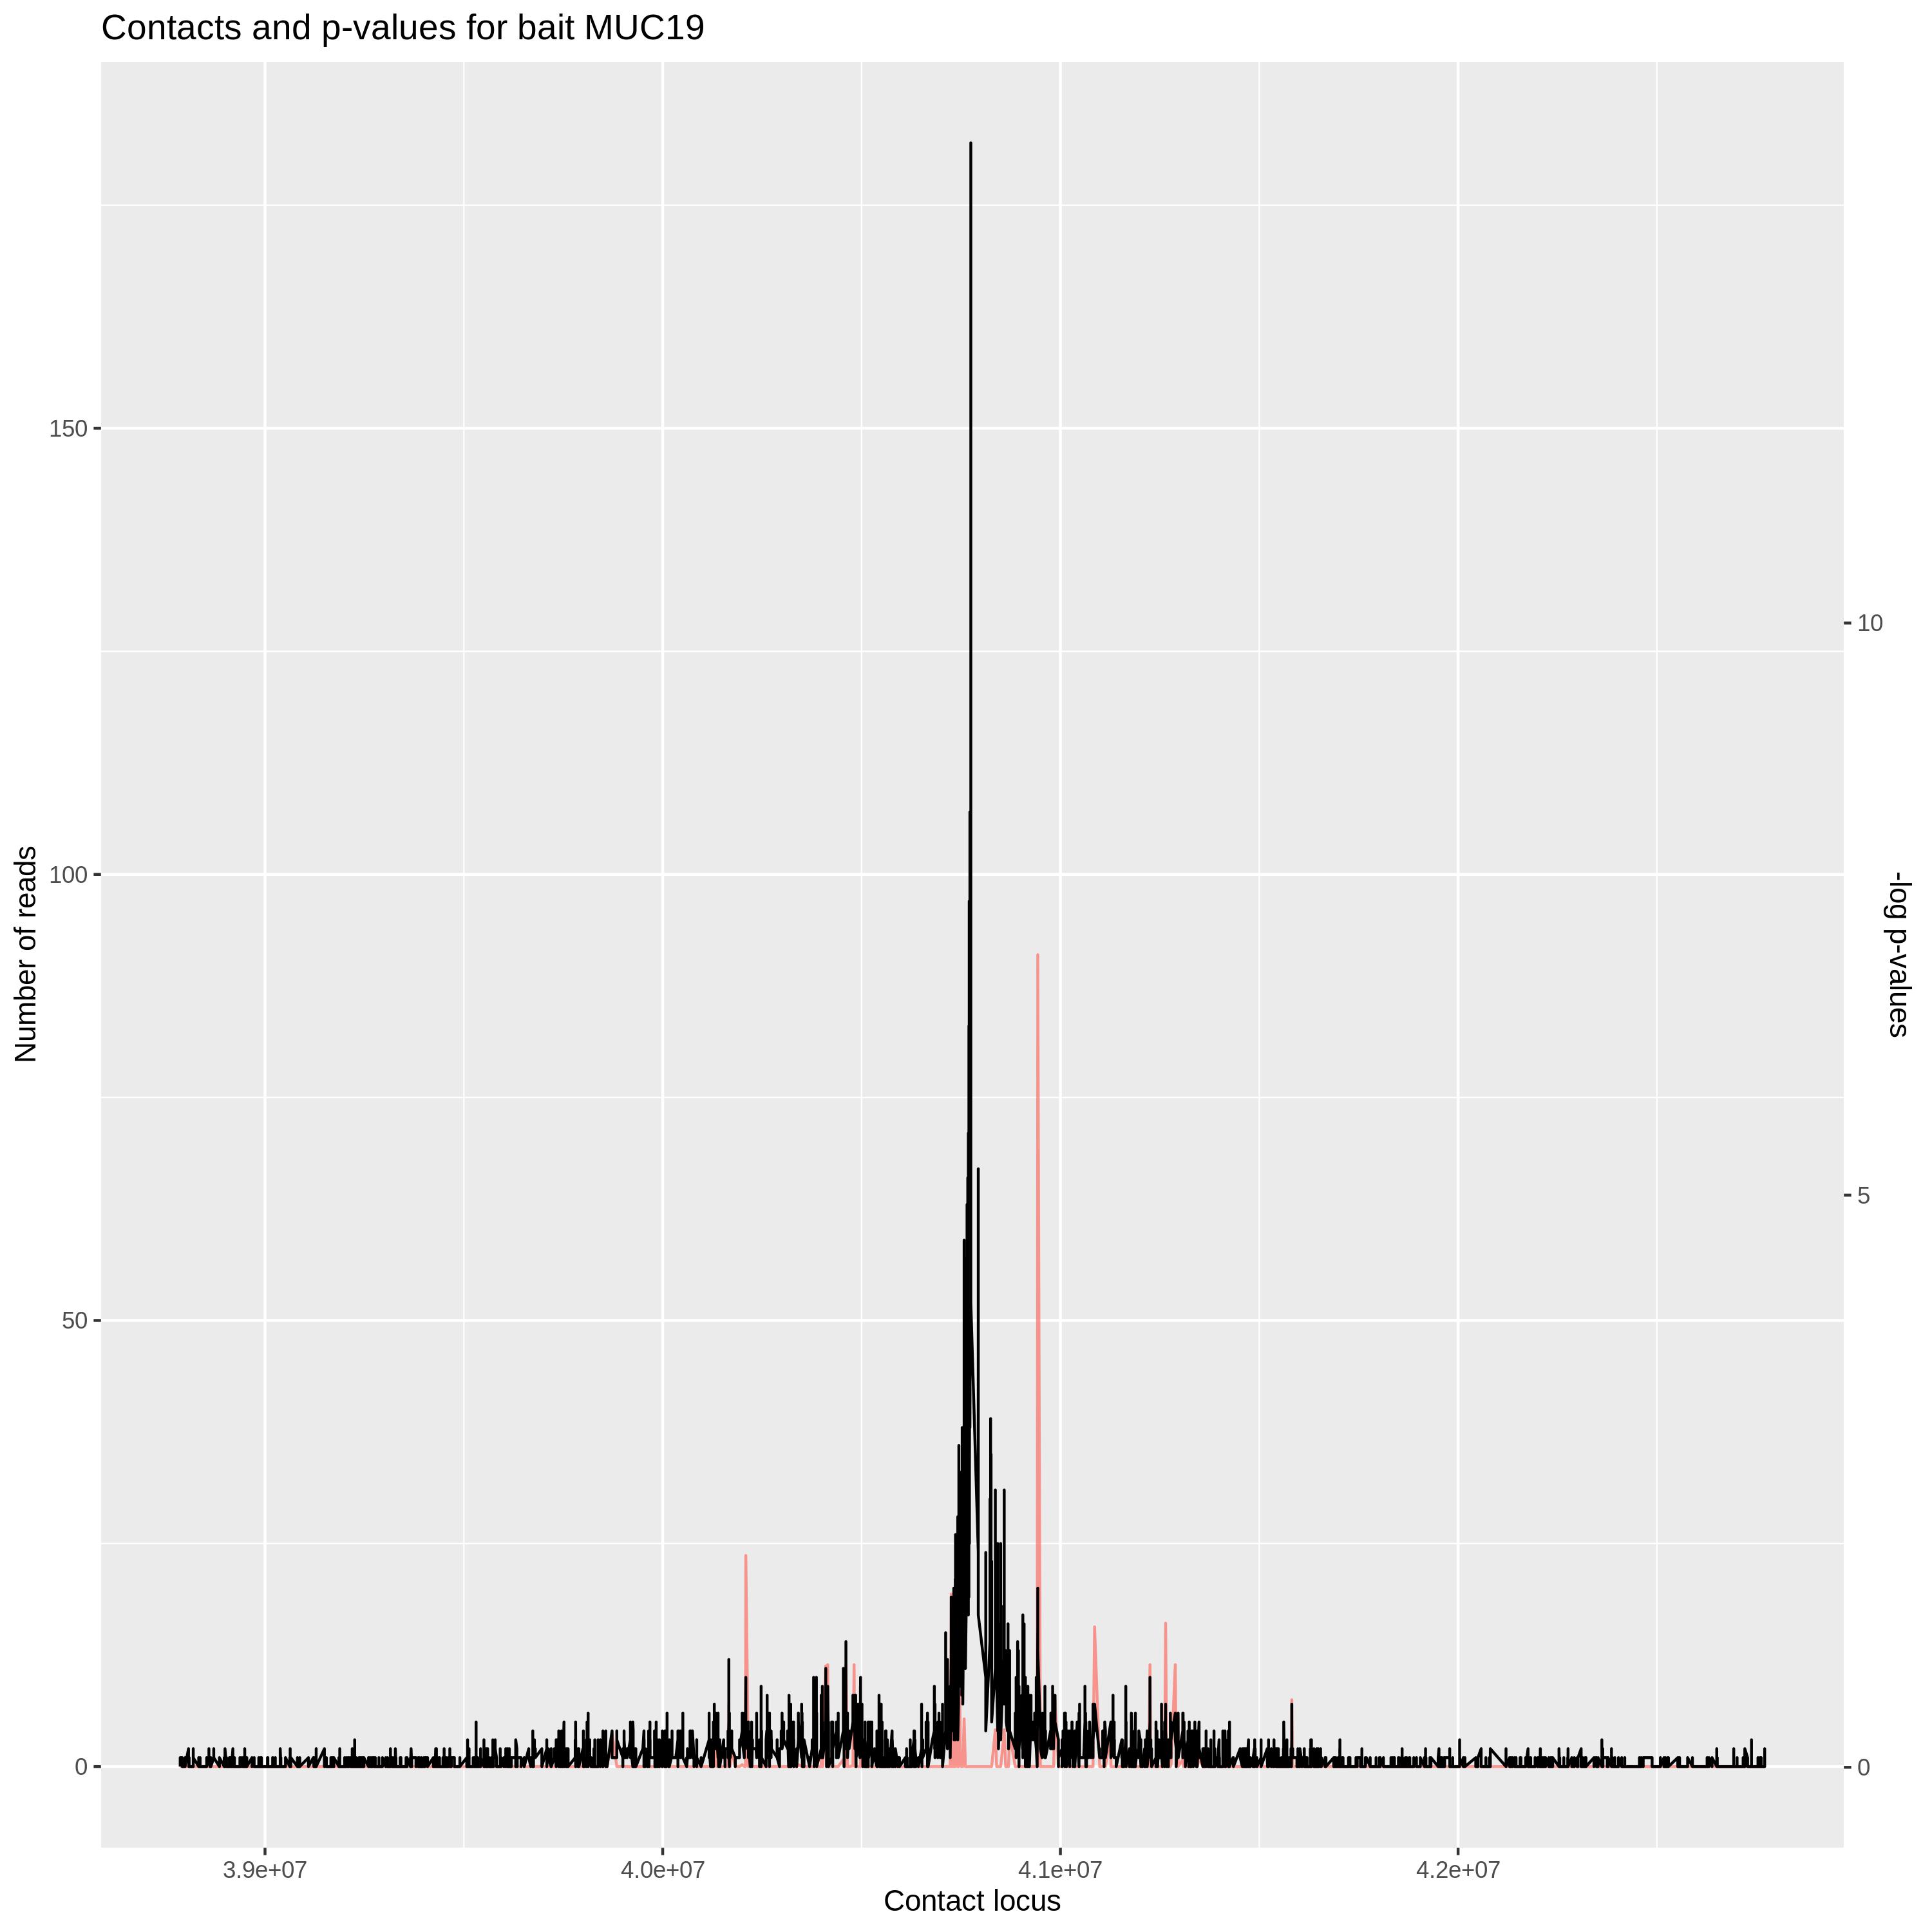 Contacts and p-values for bait MUC19
150
100
50
0
10
5
0
Number of reads
-log p-values
3.9e+07
4.0e+07
4.1e+07
4.2e+07
Contact locus